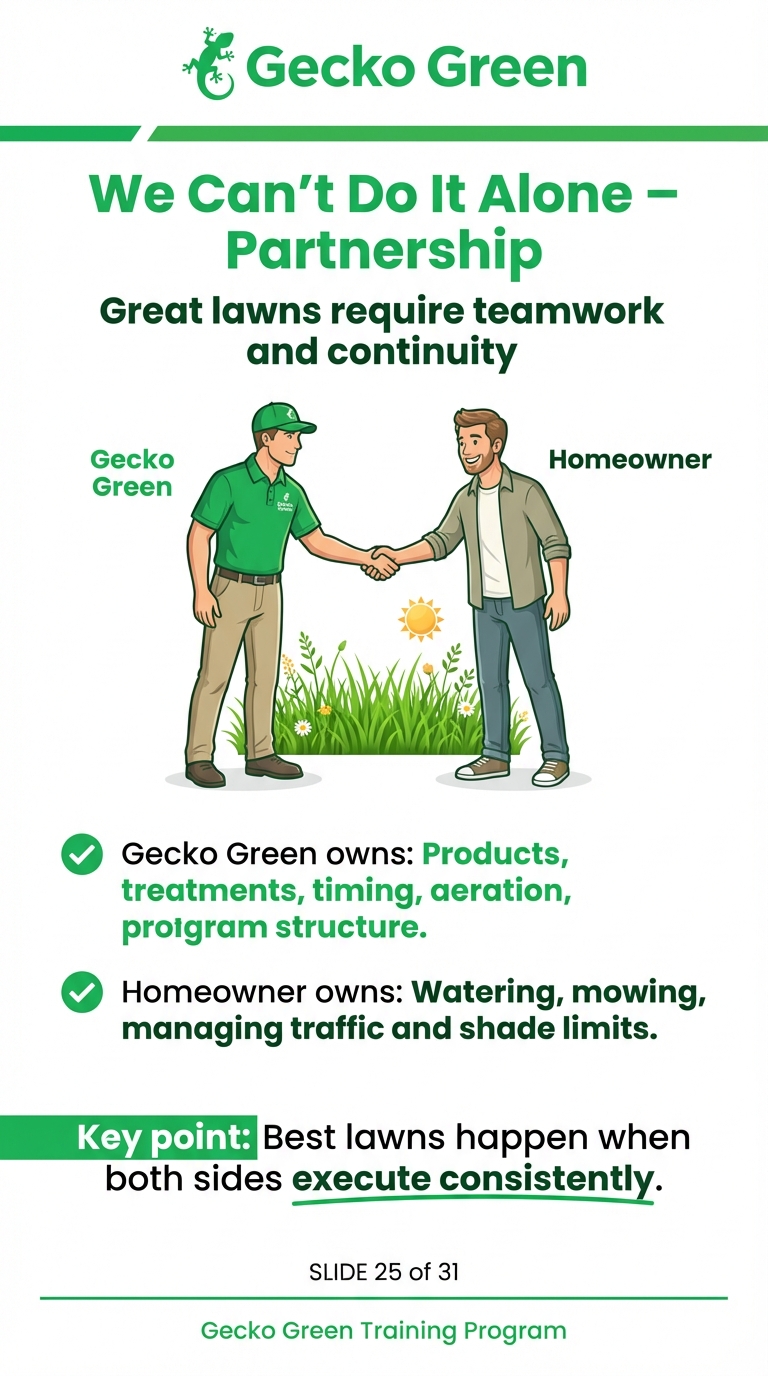 Gecko Green
We Can’t Do It Alone –
Partnership
Great lawns require teamwork
and continuity
Gecko
Green
Homeowner
Gecko Green owns: Products,
treatments, timing, aeration,
proıgram structure.
Homeowner owns: Watering, mowing,
managing traffic and shade limits.
Key point: Best lawns happen when
both sides execute consistently.
SLIDE 25 of 31
Gecko Green Training Program